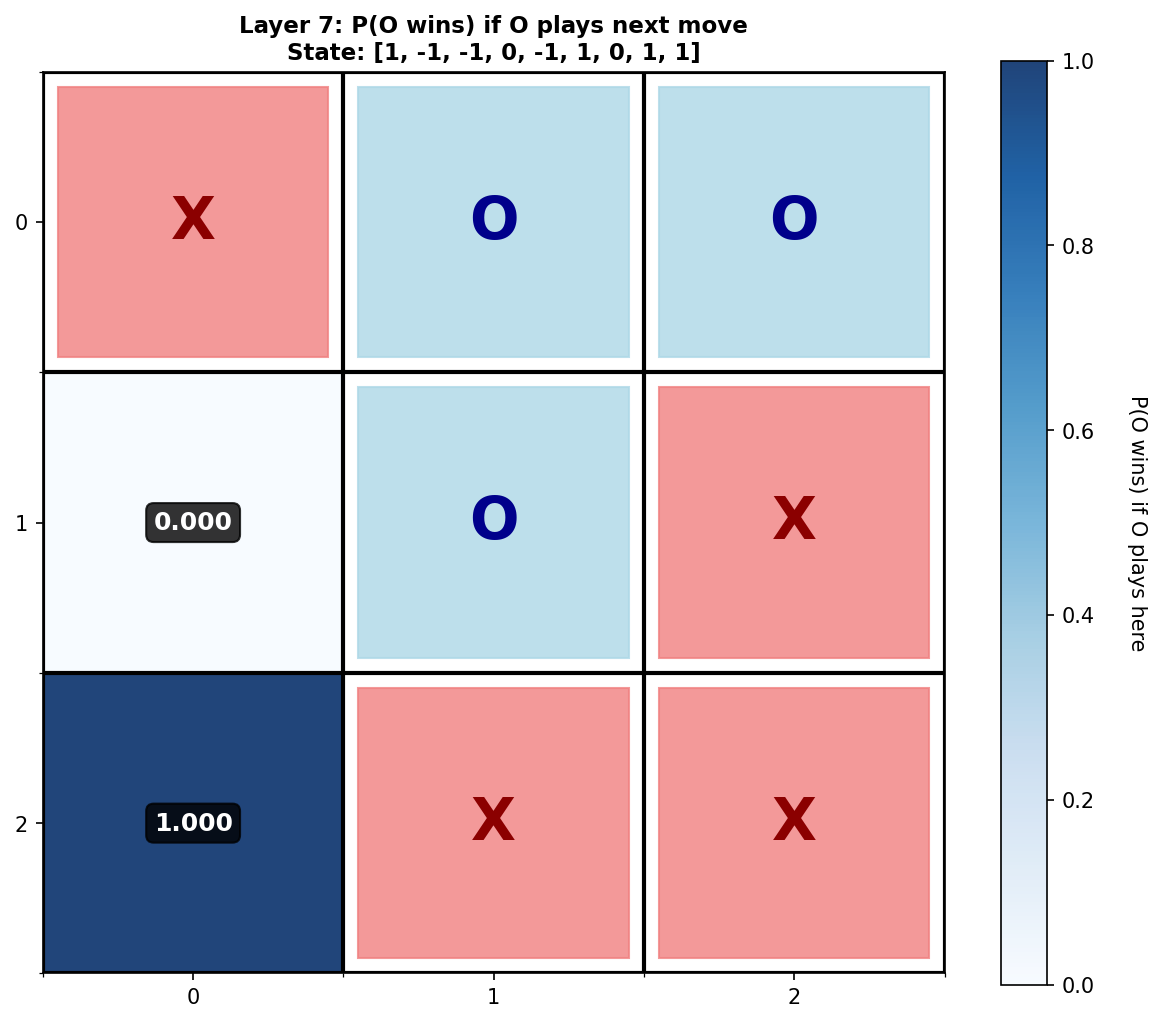 Layer 7: P(O wins) if O plays next move
State: [1, -1, -1, 0, -1, 1, 0, 1, 1]
X
O
O
0.000
O
X
1.000
X
X
0
1
2
0
1
2
1.0
0.8
0.6
0.4
0.2
0.0
P(O wins) if O plays here